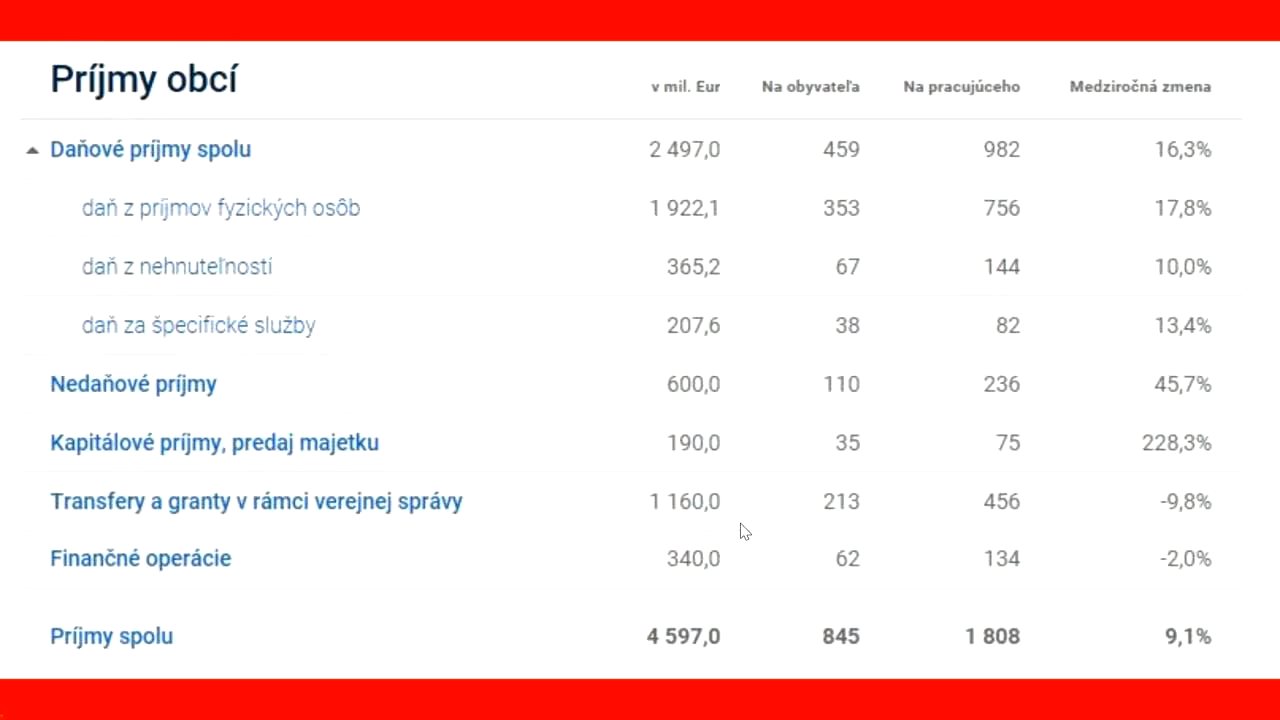 Príjmy obcí v mil. Eur Na obyvateľa Na pracujúceho Medziročná zmena
Daňové príjmy spolu 2 497,0 459 982 16,3%
daň z príjmov fyzických osôb 1 922,1 353 756 17,8%
daň z nehnuteľností 365,2 67 144 10,0%
daň za špecifické služby 207,6 38 82 13,4%
Nedaňové príjmy 600,0 110 236 45,7%
Kapitálové príjmy, predaj majetku 190,0 35 75 228,3%
Transfery a granty v rámci verejnej správy 1 160,0 213 456 -9,8%
Finančné operácie 340,0 62 134 -2,0%
Príjmy spolu 4 597,0 845 1 808 9,1%